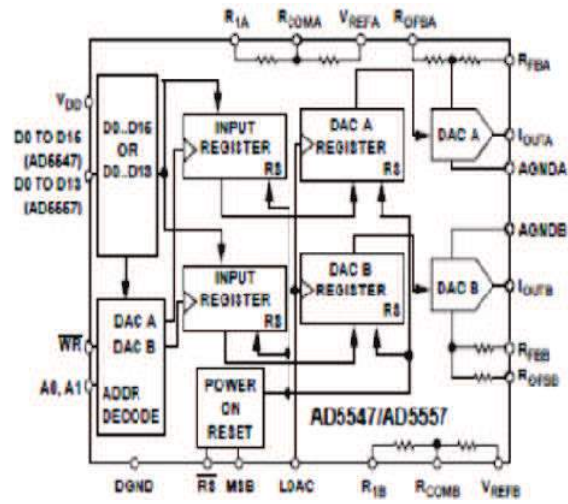 R1A RCOMA VREFA ROFSA
RFBA
VDD
D0 TO D15
(AD5547)
D0 TO D13
(AD5557)
D0..D15
OR
D0..D13
INPUT
REGISTER
RS
DAC A
REGISTER
RS
DAC A
IOUTA
AGNDA
AGNDB
INPUT
REGISTER
RS
DAC B
REGISTER
RS
DAC B
IOUTB
RFBB
ROFSB
WR
A0, A1
DAC A
DAC B
ADDR
DECODE
POWER
ON
RESET
AD5547/AD5557
DGND RS MSB LDAC R1B RCOMB VREFB